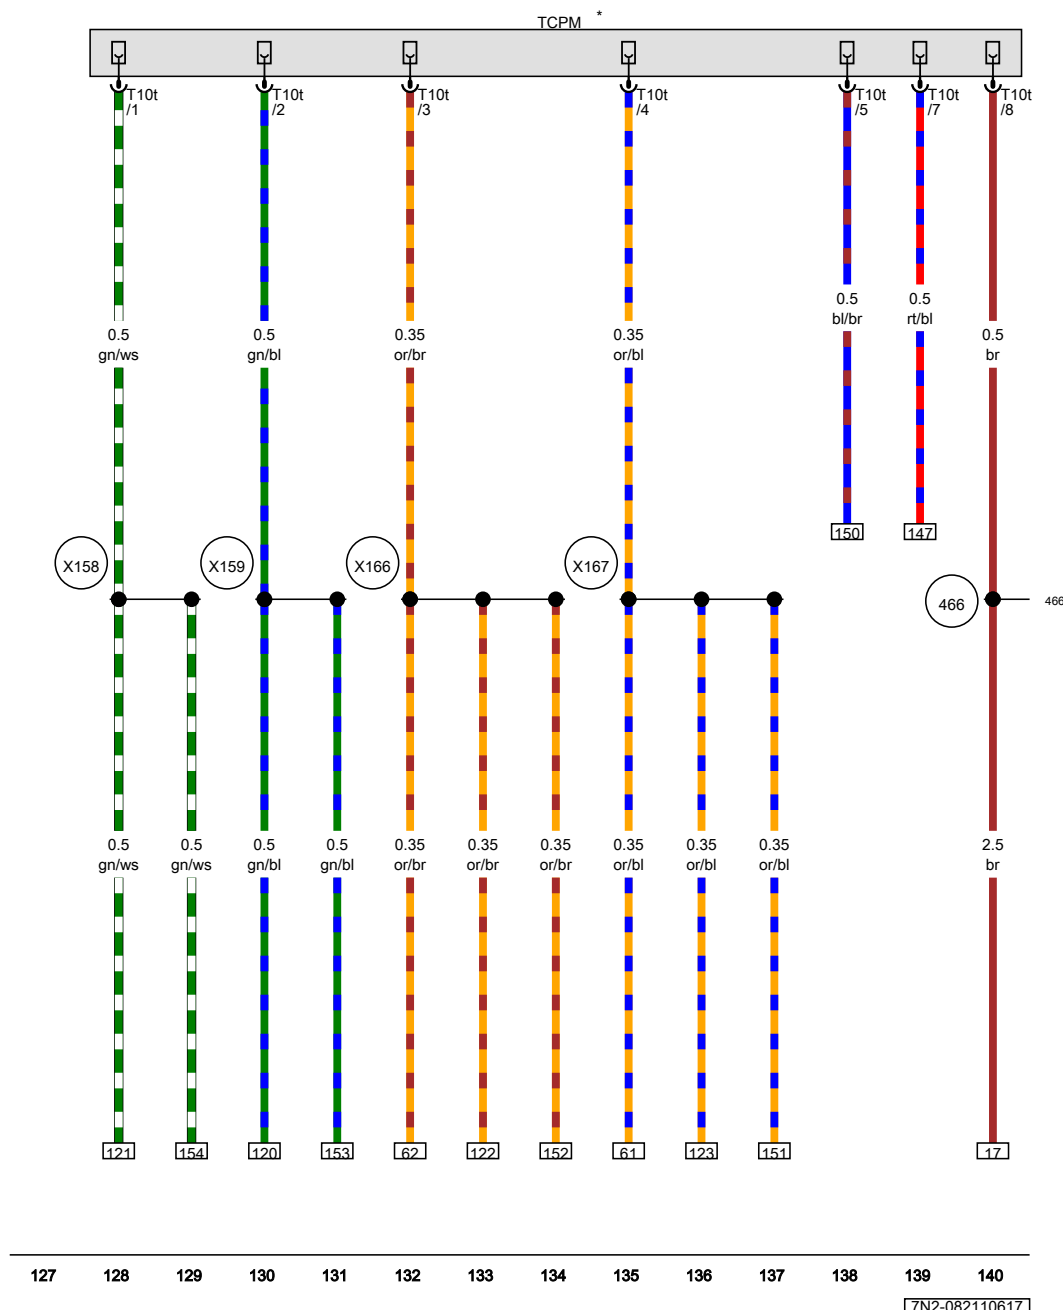 TCPM *
T10t /1
T10t /2
T10t /3
T10t /4
T10t /5
T10t /7
T10t /8
0.5 bl/br
0.5 rt/bl
0.5 gn/ws
0.5 gn/bl
0.35 or/br
0.35 or/bl
0.5 br
150
147
X158
X159
X166
X167
466
466
0.5 gn/ws
0.5 gn/ws
0.5 gn/bl
0.5 gn/bl
0.35 or/br
0.35 or/br
0.35 or/br
0.35 or/bl
0.35 or/bl
0.35 or/bl
2.5 br
121
154
120
153
62
122
152
61
123
151
17
127 128 129 130 131 132 133 134 135 136 137 138 139 140
7N2-082110617